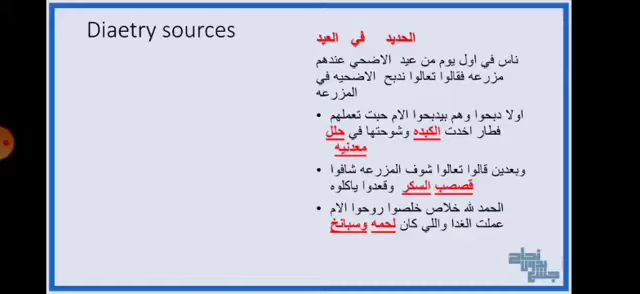 Diaetry sources
الحديد في العيد
ناس في اول يوم من عيد الاضحي عندهم
مزرعه فقالوا تعالوا ندبح الاضحيه في
المزرعه
• اولا دبحوا وهم بيدبحوا الام حبت تعملهم
فطار اخدت الكبده وشوحتها في حلل
معدنيه
• وبعدين قالوا تعالوا شوف المزرعه شافوا
قصصب السكر وقعدوا ياكلوه
• الحمد لله خلاص خلصوا روحوا الام
عملت الغدا واللي كان لحمه وسبانخ